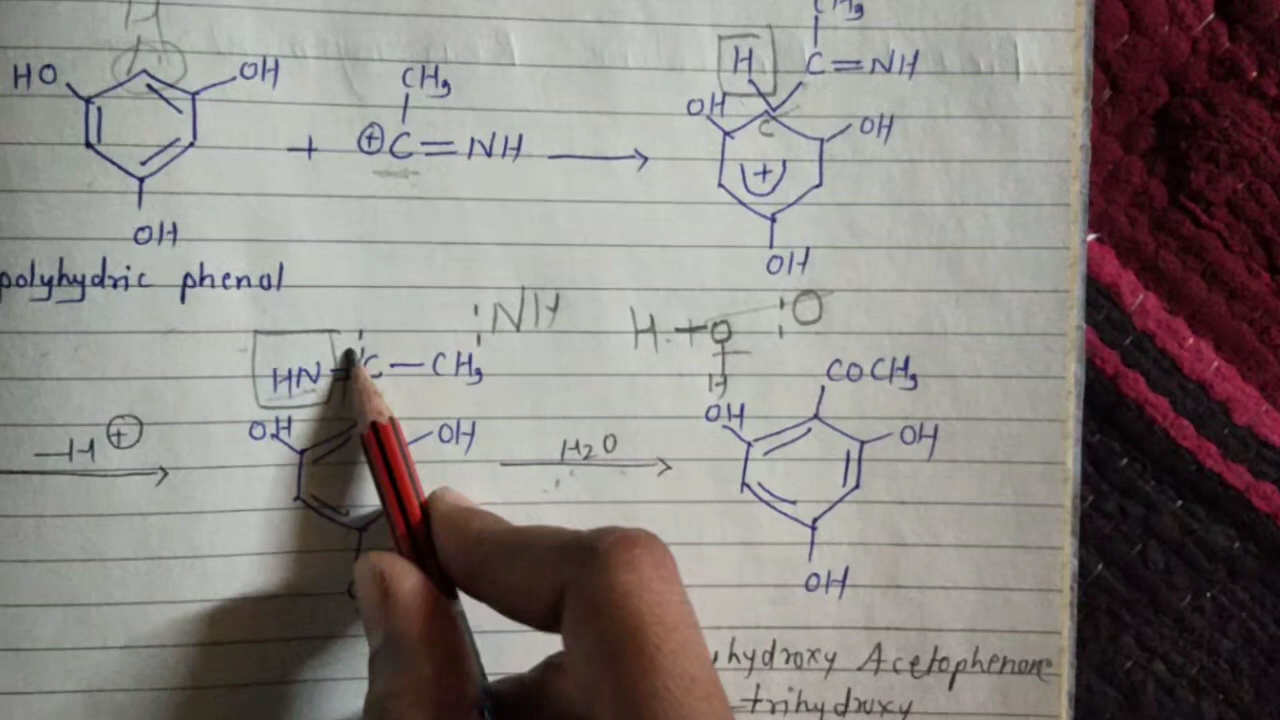 H
CH₃
HO
OH
CH₃
H
C=NH
OH
C
OH
+
⊕C=NH
+
OH
OH
polyhydric phenol
:NH
H+O
:O
H
HN=C—CH₃
COCH₃
OH
OH
OH
OH
—H⊕
H₂O
OH
hydroxy Acetophenone
trihydroxy